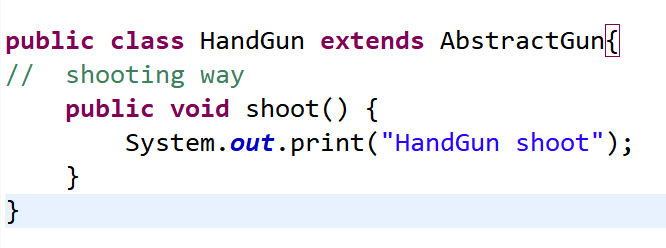 public class HandGun extends AbstractGun{
//  shooting way
    public void shoot() {
        System.out.print("HandGun shoot");
    }
}